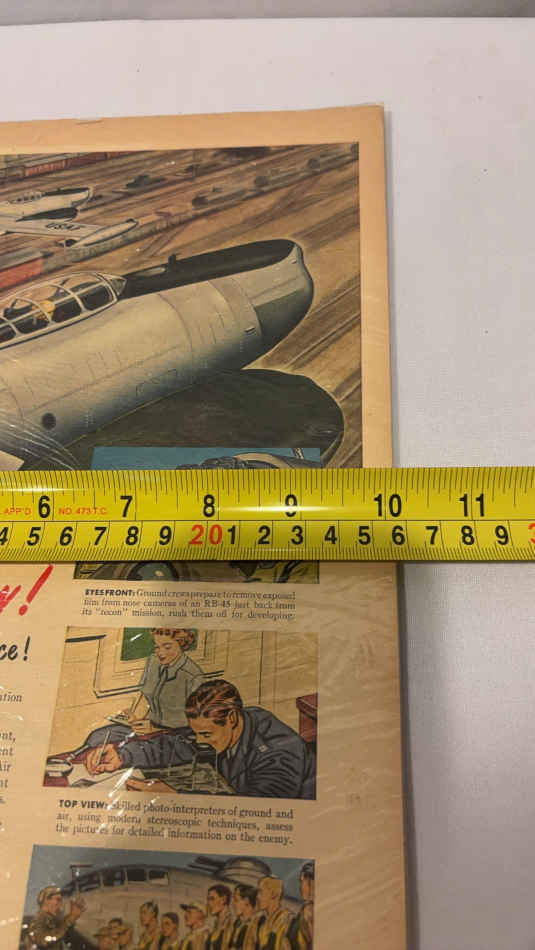 USAF
6 7 8 9 10 11
APP'D NO. 473 T.C.
4 5 6 7 8 9 20 1 2 3 4 5 6 7 8 9 3
y!
EYES FRONT: Ground crews prepare to remove exposed
film from nose cameras of an RB-45 just back from
its "recon" mission, rush them off for developing.
ce!
TOP VIEW: Skilled photo-interpreters of ground and
air, using modern stereoscopic techniques, assess
the pictures for detailed information on the enemy.